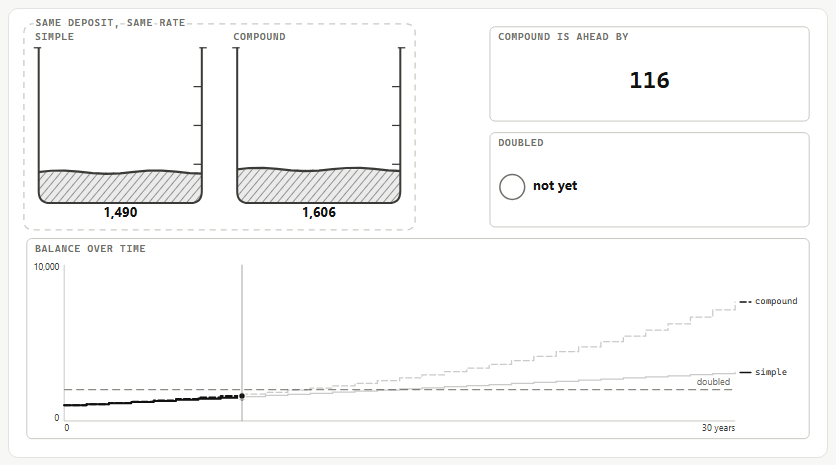 SAME DEPOSIT, SAME RATE
SIMPLE
COMPOUND
1,490
1,606
COMPOUND IS AHEAD BY
116
DOUBLED
not yet
BALANCE OVER TIME
10,000
compound
simple
doubled
0
0
30 years